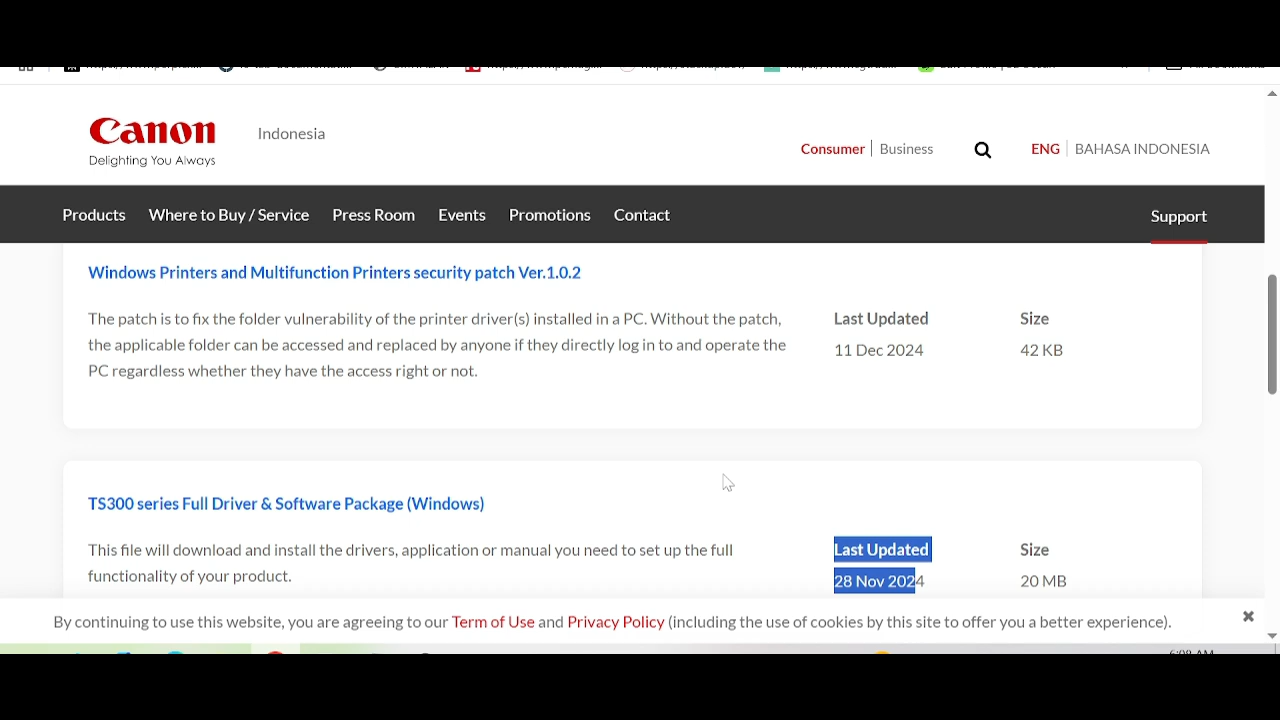 Canon
Delighting You Always
Indonesia
Consumer
Business
ENG
BAHASA INDONESIA
Products
Where to Buy / Service
Press Room
Events
Promotions
Contact
Support
Windows Printers and Multifunction Printers security patch Ver.1.0.2
The patch is to fix the folder vulnerability of the printer driver(s) installed in a PC. Without the patch,
the applicable folder can be accessed and replaced by anyone if they directly log in to and operate the
PC regardless whether they have the access right or not.
Last Updated
11 Dec 2024
Size
42 KB
TS300 series Full Driver & Software Package (Windows)
This file will download and install the drivers, application or manual you need to set up the full
functionality of your product.
Last Updated
28 Nov 2024
Size
20 MB
By continuing to use this website, you are agreeing to our Term of Use and Privacy Policy (including the use of cookies by this site to offer you a better experience).